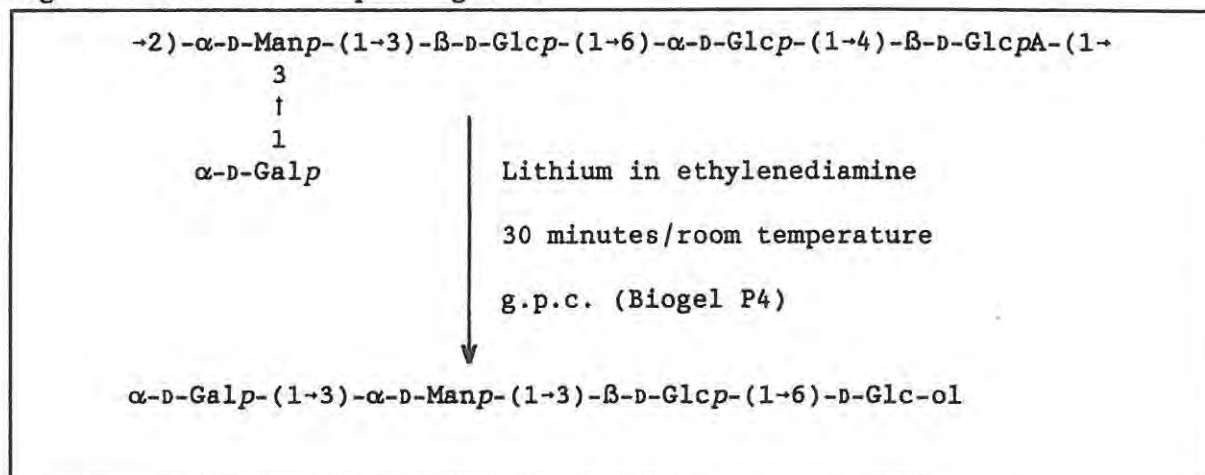 →2)-α-D-Manp-(1→3)-ß-D-Glcp-(1→6)-α-D-Glcp-(1→4)-ß-D-GlcpA-(1→
3
↑
1
α-D-Galp
Lithium in ethylenediamine
30 minutes/room temperature
g.p.c. (Biogel P4)
α-D-Galp-(1→3)-α-D-Manp-(1→3)-ß-D-Glcp-(1→6)-D-Glc-ol